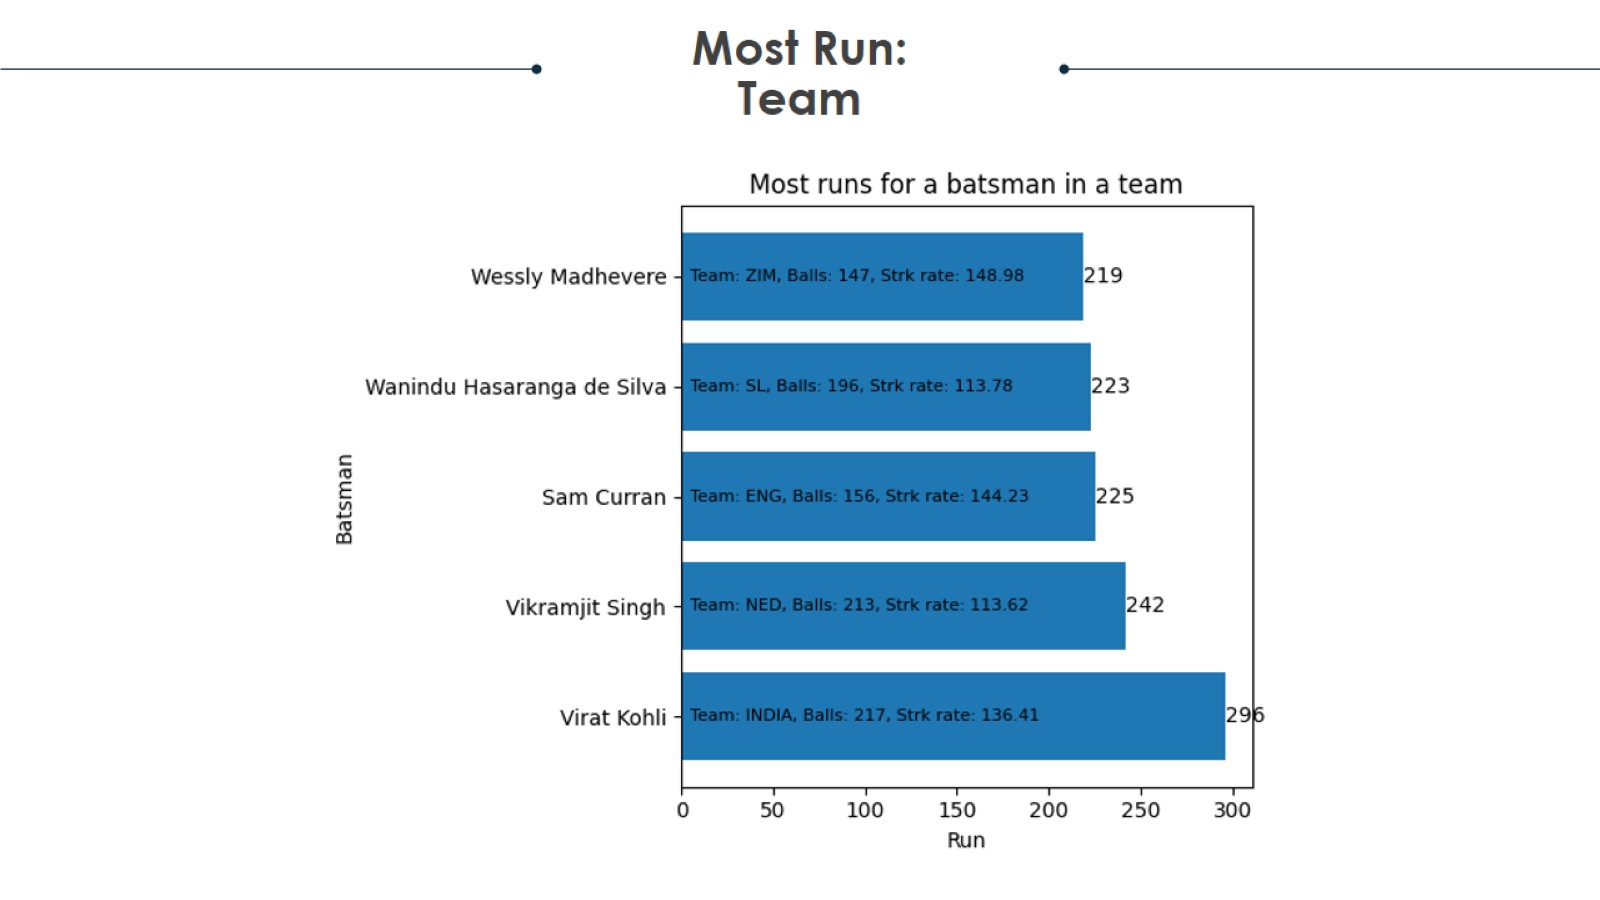 Most Run:
Team
Most runs for a batsman in a team
Wessly Madhevere
Team: ZIM, Balls: 147, Strk rate: 148.98
219
Wanindu Hasaranga de Silva
Team: SL, Balls: 196, Strk rate: 113.78
223
Sam Curran
Team: ENG, Balls: 156, Strk rate: 144.23
225
Vikramjit Singh
Team: NED, Balls: 213, Strk rate: 113.62
242
Virat Kohli
Team: INDIA, Balls: 217, Strk rate: 136.41
296
Batsman
0 50 100 150 200 250 300
Run